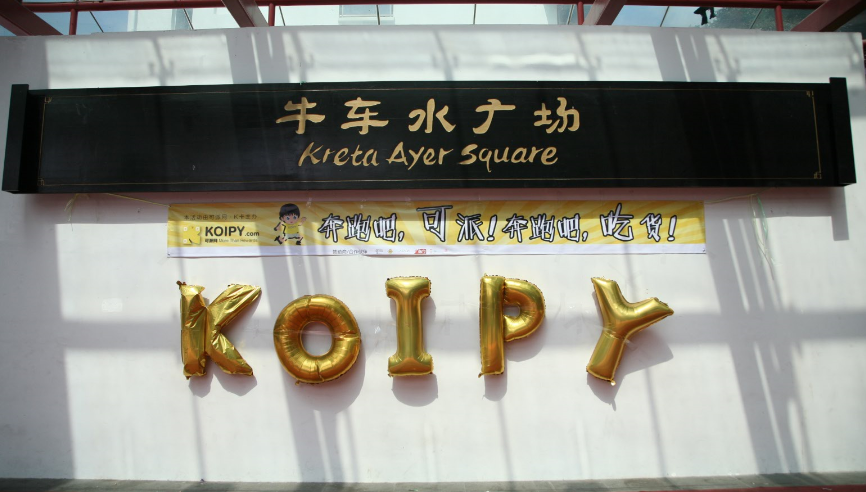 牛车水广场
Kreta Ayer Square
KOIPY.com
奔跑吧,可派!奔跑吧,吃货!
KOIPY